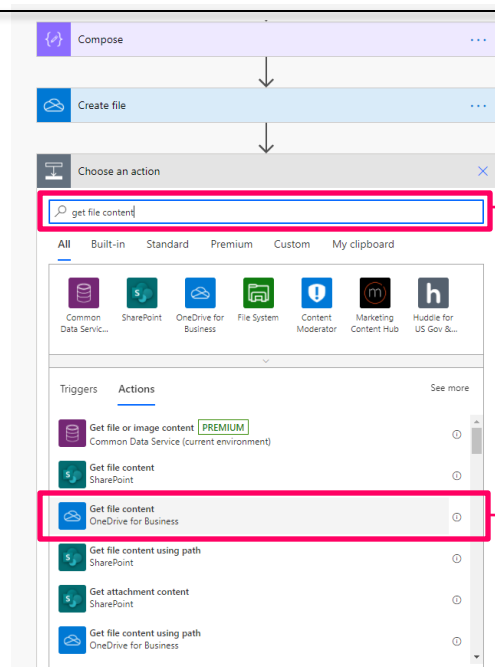 Compose
Create file
Choose an action
get file content
All Built-in Standard Premium Custom My clipboard
Common Data Servic... SharePoint OneDrive for Business File System Content Moderator Marketing Content Hub Huddle for US Gov &...
Triggers Actions See more
Get file or image content PREMIUM
Common Data Service (current environment)
Get file content
SharePoint
Get file content
OneDrive for Business
Get file content using path
SharePoint
Get attachment content
SharePoint
Get file content using path
OneDrive for Business